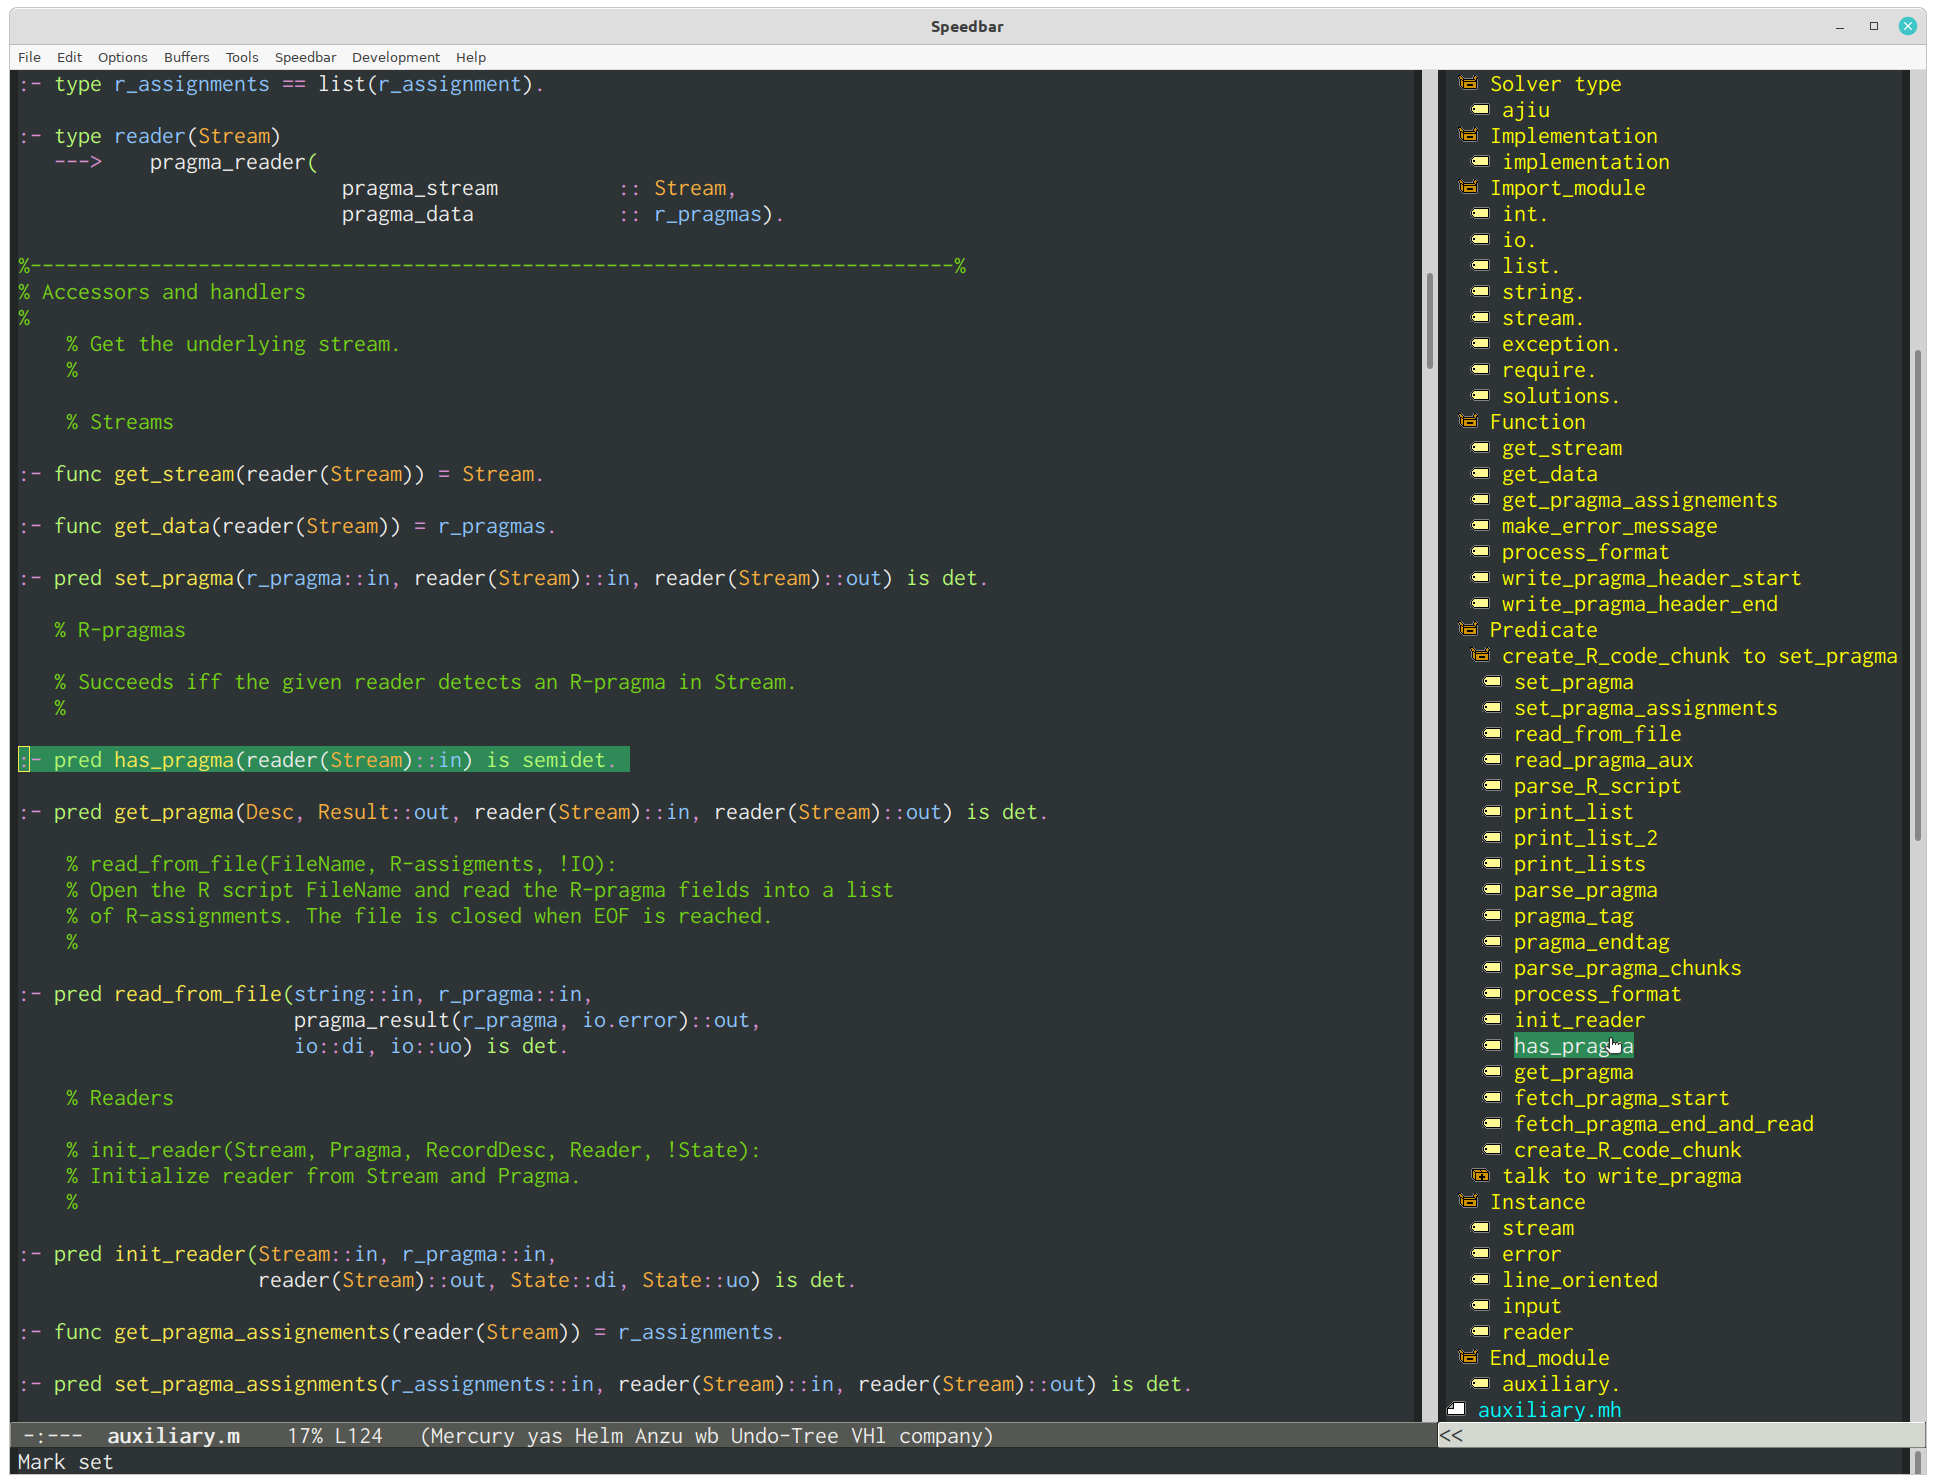 Speedbar
File Edit Options Buffers Tools Speedbar Development Help
:- type r_assignments == list(r_assignment).
:- type reader(Stream)
--->    pragma_reader(
pragma_stream          :: Stream,
pragma_data            :: r_pragmas).
%-----------------------------------------------------------------------------%
% Accessors and handlers
%
% Get the underlying stream.
%
% Streams
:- func get_stream(reader(Stream)) = Stream.
:- func get_data(reader(Stream)) = r_pragmas.
:- pred set_pragma(r_pragma::in, reader(Stream)::in, reader(Stream)::out) is det.
% R-pragmas
% Succeeds iff the given reader detects an R-pragma in Stream.
%
:- pred has_pragma(reader(Stream)::in) is semidet.
:- pred get_pragma(Desc, Result::out, reader(Stream)::in, reader(Stream)::out) is det.
% read_from_file(FileName, R-assigments, !IO):
% Open the R script FileName and read the R-pragma fields into a list
% of R-assignments. The file is closed when EOF is reached.
%
:- pred read_from_file(string::in, r_pragma::in,
pragma_result(r_pragma, io.error)::out,
io::di, io::uo) is det.
% Readers
% init_reader(Stream, Pragma, RecordDesc, Reader, !State):
% Initialize reader from Stream and Pragma.
%
:- pred init_reader(Stream::in, r_pragma::in,
reader(Stream)::out, State::di, State::uo) is det.
:- func get_pragma_assignements(reader(Stream)) = r_assignments.
:- pred set_pragma_assignments(r_assignments::in, reader(Stream)::in, reader(Stream)::out) is det.
-:---  auxiliary.m    17% L124   (Mercury yas Helm Anzu wb Undo-Tree VHl company)
Mark set
Solver type
ajiu
Implementation
implementation
Import_module
int.
io.
list.
string.
stream.
exception.
require.
solutions.
Function
get_stream
get_data
get_pragma_assignements
make_error_message
process_format
write_pragma_header_start
write_pragma_header_end
Predicate
create_R_code_chunk to set_pragma
set_pragma
set_pragma_assignments
read_from_file
read_pragma_aux
parse_R_script
print_list
print_list_2
print_lists
parse_pragma
pragma_tag
pragma_endtag
parse_pragma_chunks
process_format
init_reader
has_pragma
get_pragma
fetch_pragma_start
fetch_pragma_end_and_read
create_R_code_chunk
talk to write_pragma
Instance
stream
error
line_oriented
input
reader
End_module
auxiliary.
auxiliary.mh
<<